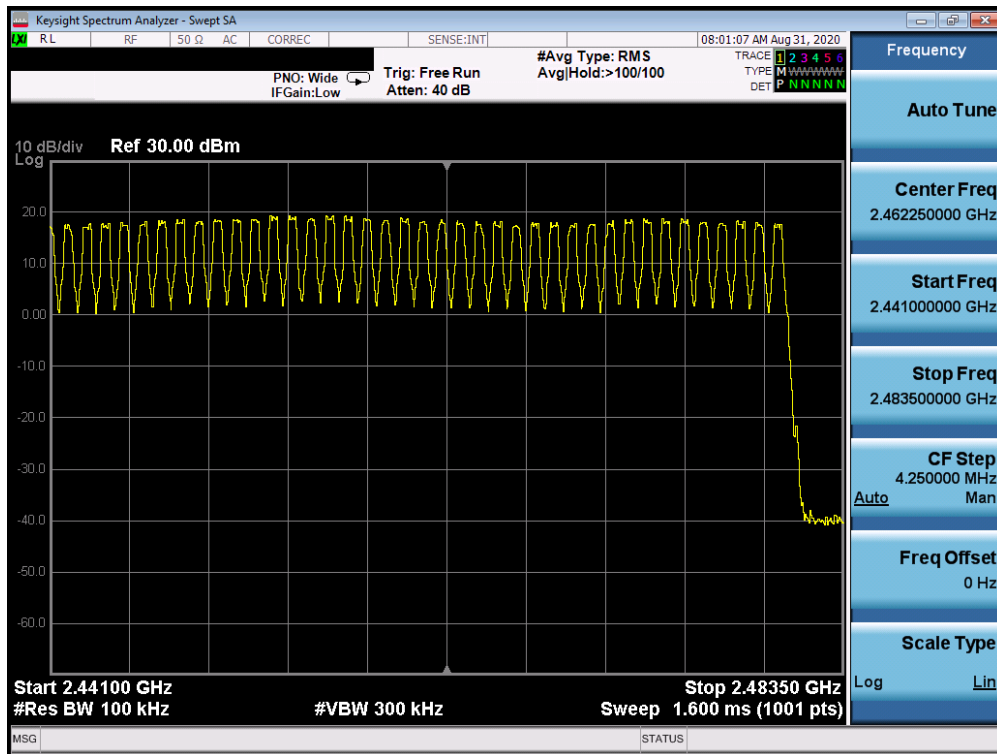 Keysight Spectrum Analyzer - Swept SA
LXI RL RF 50 Ω AC CORREC SENSE:INT 08:01:07 AM Aug 31, 2020
PNO: Wide
IFGain:Low
Trig: Free Run
Atten: 40 dB
#Avg Type: RMS
Avg|Hold:>100/100
TRACE 1 2 3 4 5 6
TYPE M WWWWW
DET P N N N N N
10 dB/div
Log
Ref 30.00 dBm
20.0
10.0
0.00
-10.0
-20.0
-30.0
-40.0
-50.0
-60.0
Start 2.44100 GHz
#Res BW 100 kHz
#VBW 300 kHz
Stop 2.48350 GHz
Sweep 1.600 ms (1001 pts)
MSG
STATUS
Frequency
Auto Tune
Center Freq
2.462250000 GHz
Start Freq
2.441000000 GHz
Stop Freq
2.483500000 GHz
CF Step
4.250000 MHz
Auto Man
Freq Offset
0 Hz
Scale Type
Log Lin